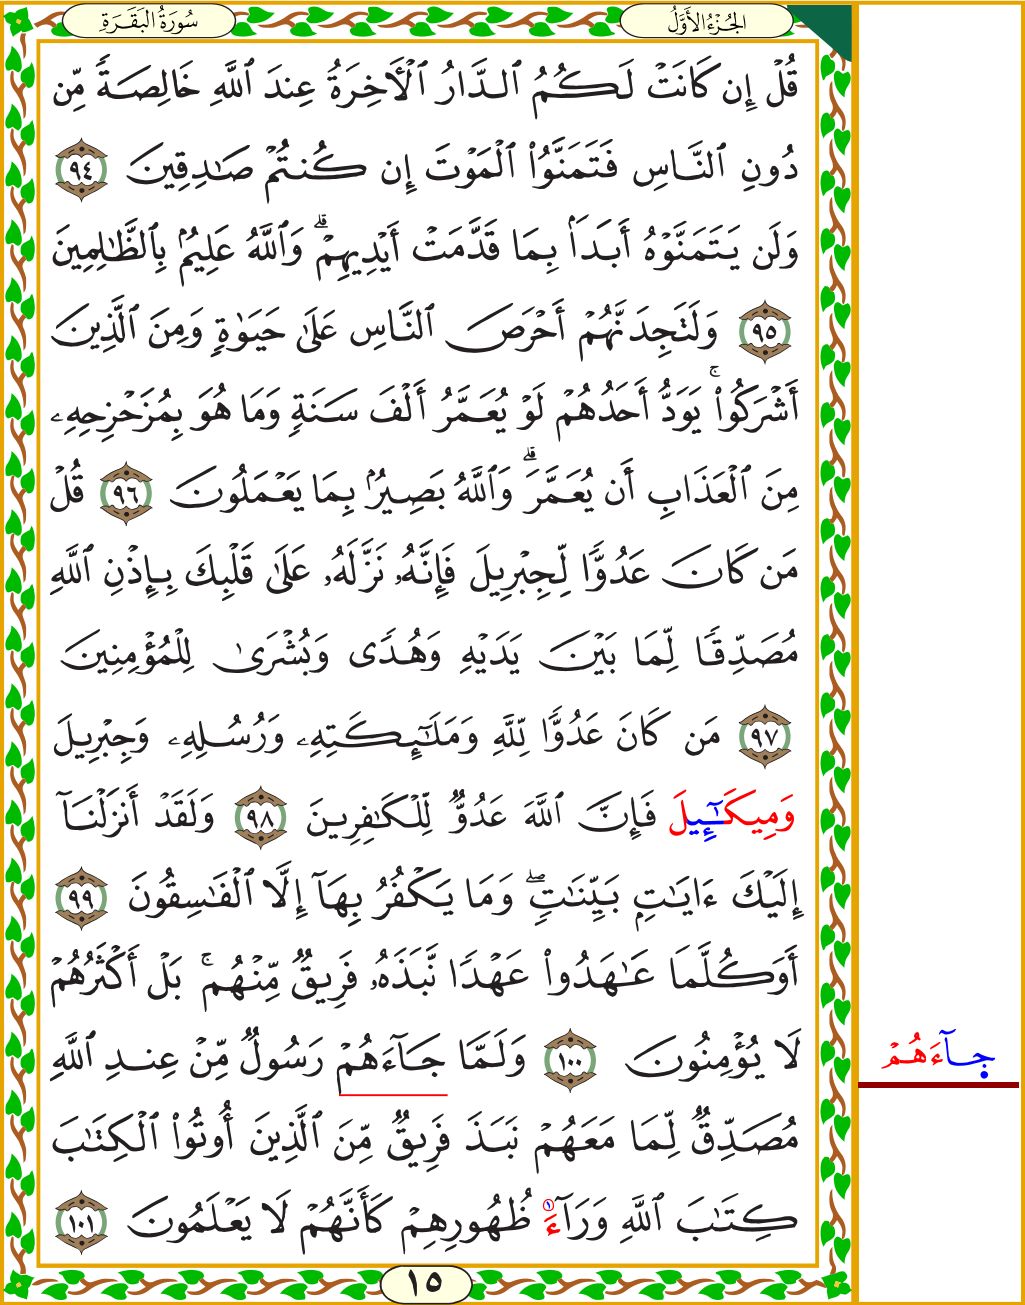 الجُزْءُ الأَوَّلُ
سُورَةُ البَقَرَةِ
قُلْ إِن كَانَتْ لَكُمُ ٱلدَّارُ ٱلْأٓخِرَةُ عِندَ ٱللَّهِ خَالِصَةً مِّن
دُونِ ٱلنَّاسِ فَتَمَنَّوُاْ ٱلْمَوْتَ إِن كُنتُمْ صَٰدِقِينَ ٩٤
وَلَن يَتَمَنَّوْهُ أَبَدَۢا بِمَا قَدَّمَتْ أَيْدِيهِمْ ۗ وَٱللَّهُ عَلِيمُۢ بِٱلظَّٰلِمِينَ
٩٥ وَلَتَجِدَنَّهُمْ أَحْرَصَ ٱلنَّاسِ عَلَىٰ حَيَوٰةٍ وَمِنَ ٱلَّذِينَ
أَشْرَكُواْ ۚ يَوَدُّ أَحَدُهُمْ لَوْ يُعَمَّرُ أَلْفَ سَنَةٍ وَمَا هُوَ بِمُزَحْزِحِهِۦ
مِنَ ٱلْعَذَابِ أَن يُعَمَّرَ ۗ وَٱللَّهُ بَصِيرُۢ بِمَا يَعْمَلُونَ ٩٦ قُلْ
مَن كَانَ عَدُوًّا لِّجِبْرِيلَ فَإِنَّهُۥ نَزَّلَهُۥ عَلَىٰ قَلْبِكَ بِإِذْنِ ٱللَّهِ
مُصَدِّقًا لِّمَا بَيْنَ يَدَيْهِ وَهُدًى وَبُشْرَىٰ لِلْمُؤْمِنِينَ
٩٧ مَن كَانَ عَدُوًّا لِّلَّهِ وَمَلَٰٓئِكَتِهِۦ وَرُسُلِهِۦ وَجِبْرِيلَ
وَمِيكَٰٓئِيلَ فَإِنَّ ٱللَّهَ عَدُوٌّ لِّلْكَٰفِرِينَ ٩٨ وَلَقَدْ أَنزَلْنَآ
إِلَيْكَ ءَايَٰتٍۭ بَيِّنَٰتٍ ۖ وَمَا يَكْفُرُ بِهَآ إِلَّا ٱلْفَٰسِقُونَ ٩٩
أَوَكُلَّمَا عَٰهَدُواْ عَهْدًا نَّبَذَهُۥ فَرِيقٌ مِّنْهُم ۚ بَلْ أَكْثَرُهُمْ
لَا يُؤْمِنُونَ ١٠٠ وَلَمَّا جَآءَهُمْ رَسُولٌ مِّنْ عِندِ ٱللَّهِ
جآءَهُمْ
مُصَدِّقٌ لِّمَا مَعَهُمْ نَبَذَ فَرِيقٌ مِّنَ ٱلَّذِينَ أُوتُواْ ٱلْكِتَٰبَ
كِتَٰبَ ٱللَّهِ وَرَآءَ ظُهُورِهِمْ كَأَنَّهُمْ لَا يَعْلَمُونَ ١٠١
١٥